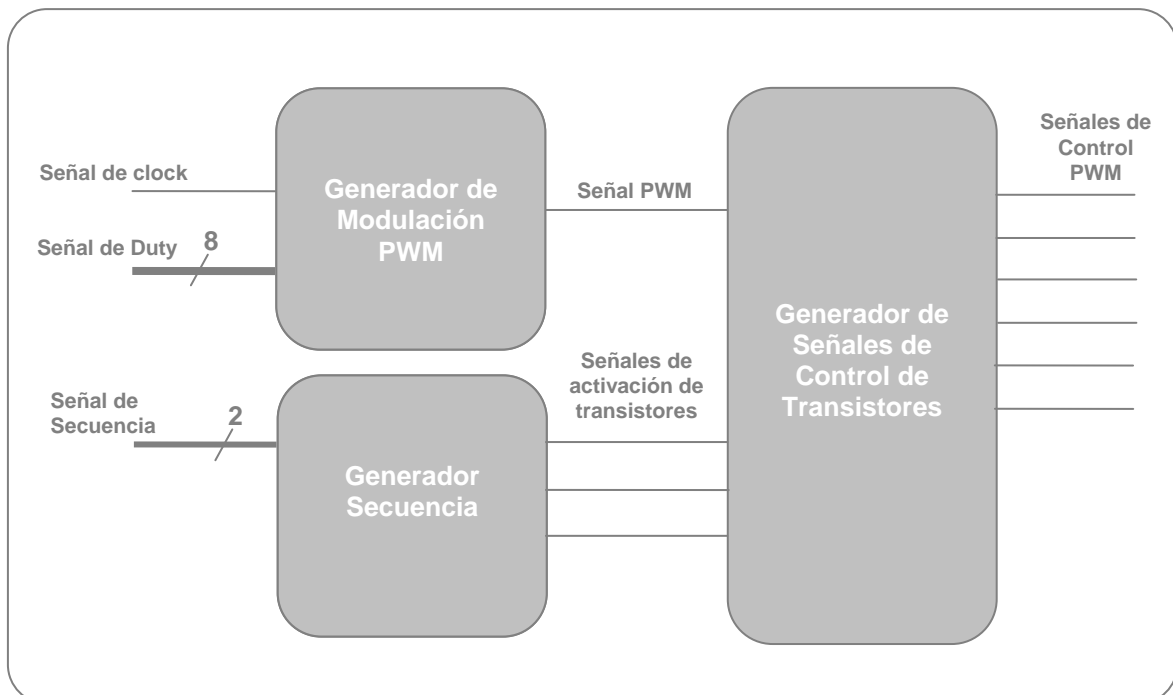 Señal de clock
Señal de Duty
8
Generador de
Modulación
PWM
Señal PWM
Señal de
Secuencia
2
Generador
Secuencia
Señales de
activación de
transistores
Generador de
Señales de
Control de
Transistores
Señales de
Control
PWM